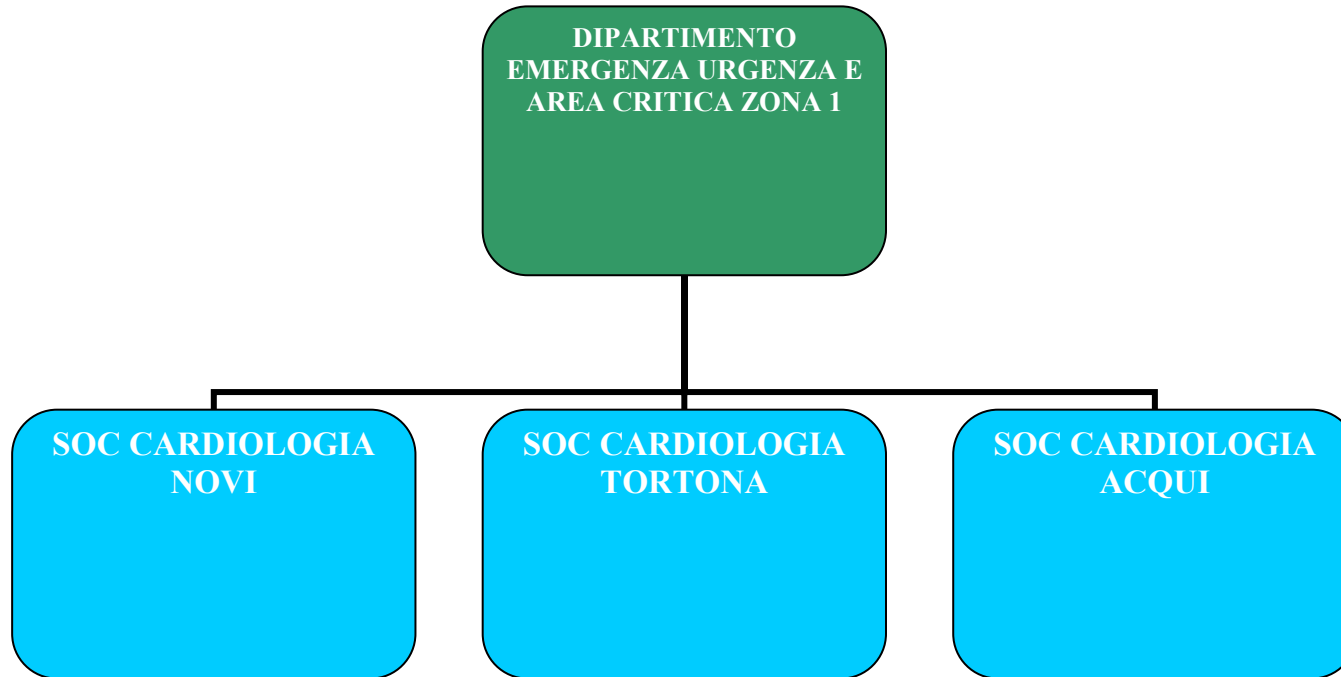 DIPARTIMENTO
EMERGENZA URGENZA E
AREA CRITICA ZONA 1
SOC CARDIOLOGIA
NOVI
SOC CARDIOLOGIA
TORTONA
SOC CARDIOLOGIA
ACQUI